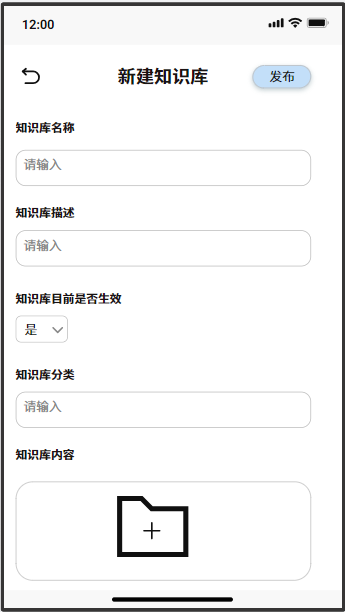 12:00
新建知识库
发布
知识库名称
请输入
知识库描述
请输入
知识库目前是否生效
是
知识库分类
请输入
知识库内容